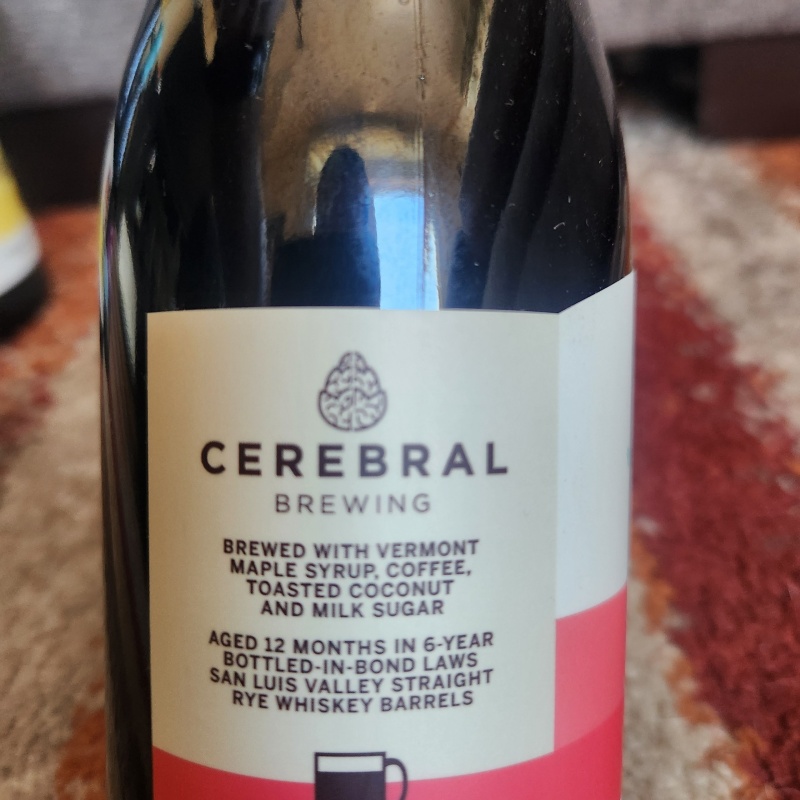 CEREBRAL
BREWING
BREWED WITH VERMONT
MAPLE SYRUP, COFFEE,
TOASTED COCONUT
AND MILK SUGAR
AGED 12 MONTHS IN 6-YEAR
BOTTLED-IN-BOND LAWS
SAN LUIS VALLEY STRAIGHT
RYE WHISKEY BARRELS